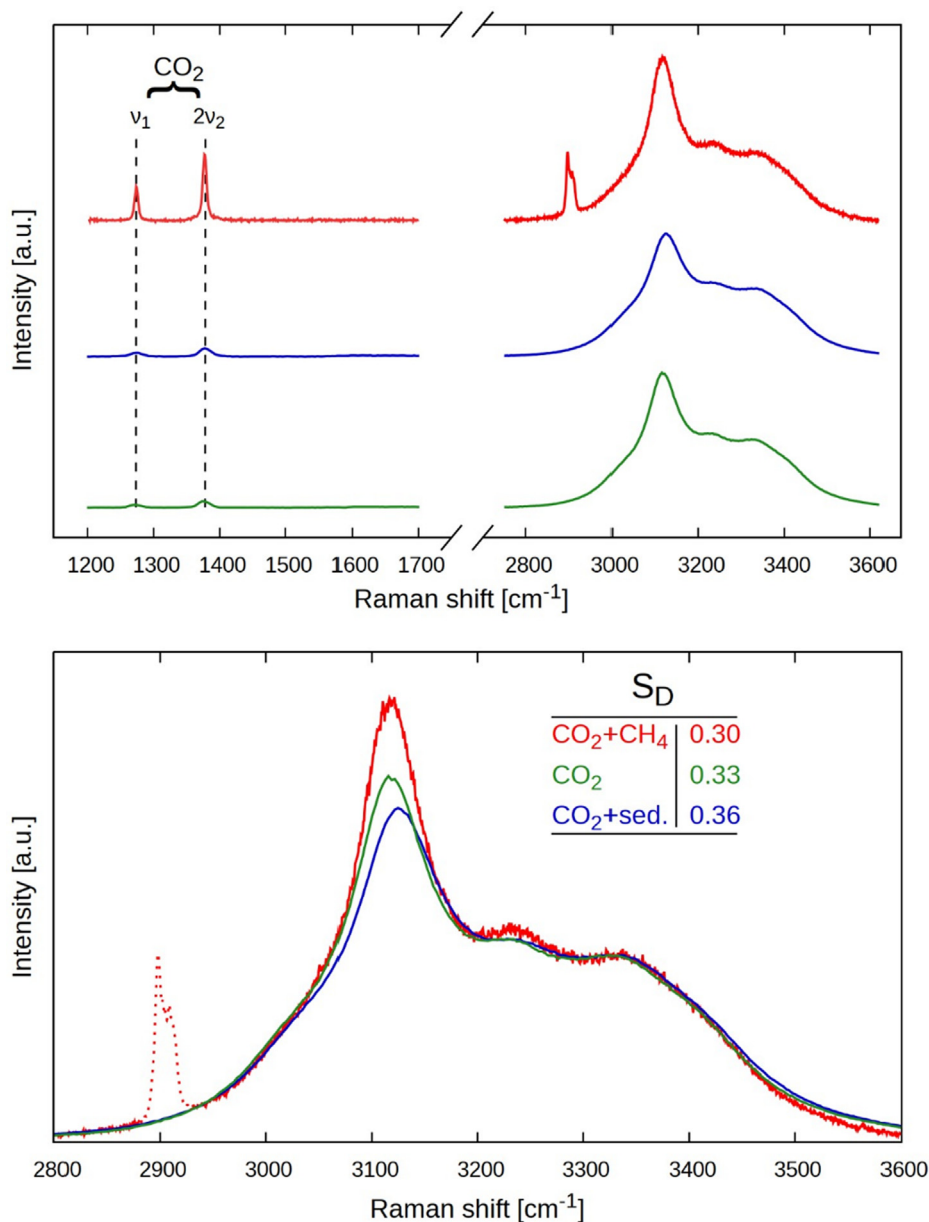 CO₂
ν₁ 2ν₂
Intensity [a.u.]
1200 1300 1400 1500 1600 1700 2800 3000 3200 3400 3600
Raman shift [cm⁻¹]
S_D
CO₂+CH₄ 0.30
CO₂ 0.33
CO₂+sed. 0.36
Intensity [a.u.]
2800 2900 3000 3100 3200 3300 3400 3500 3600
Raman shift [cm⁻¹]